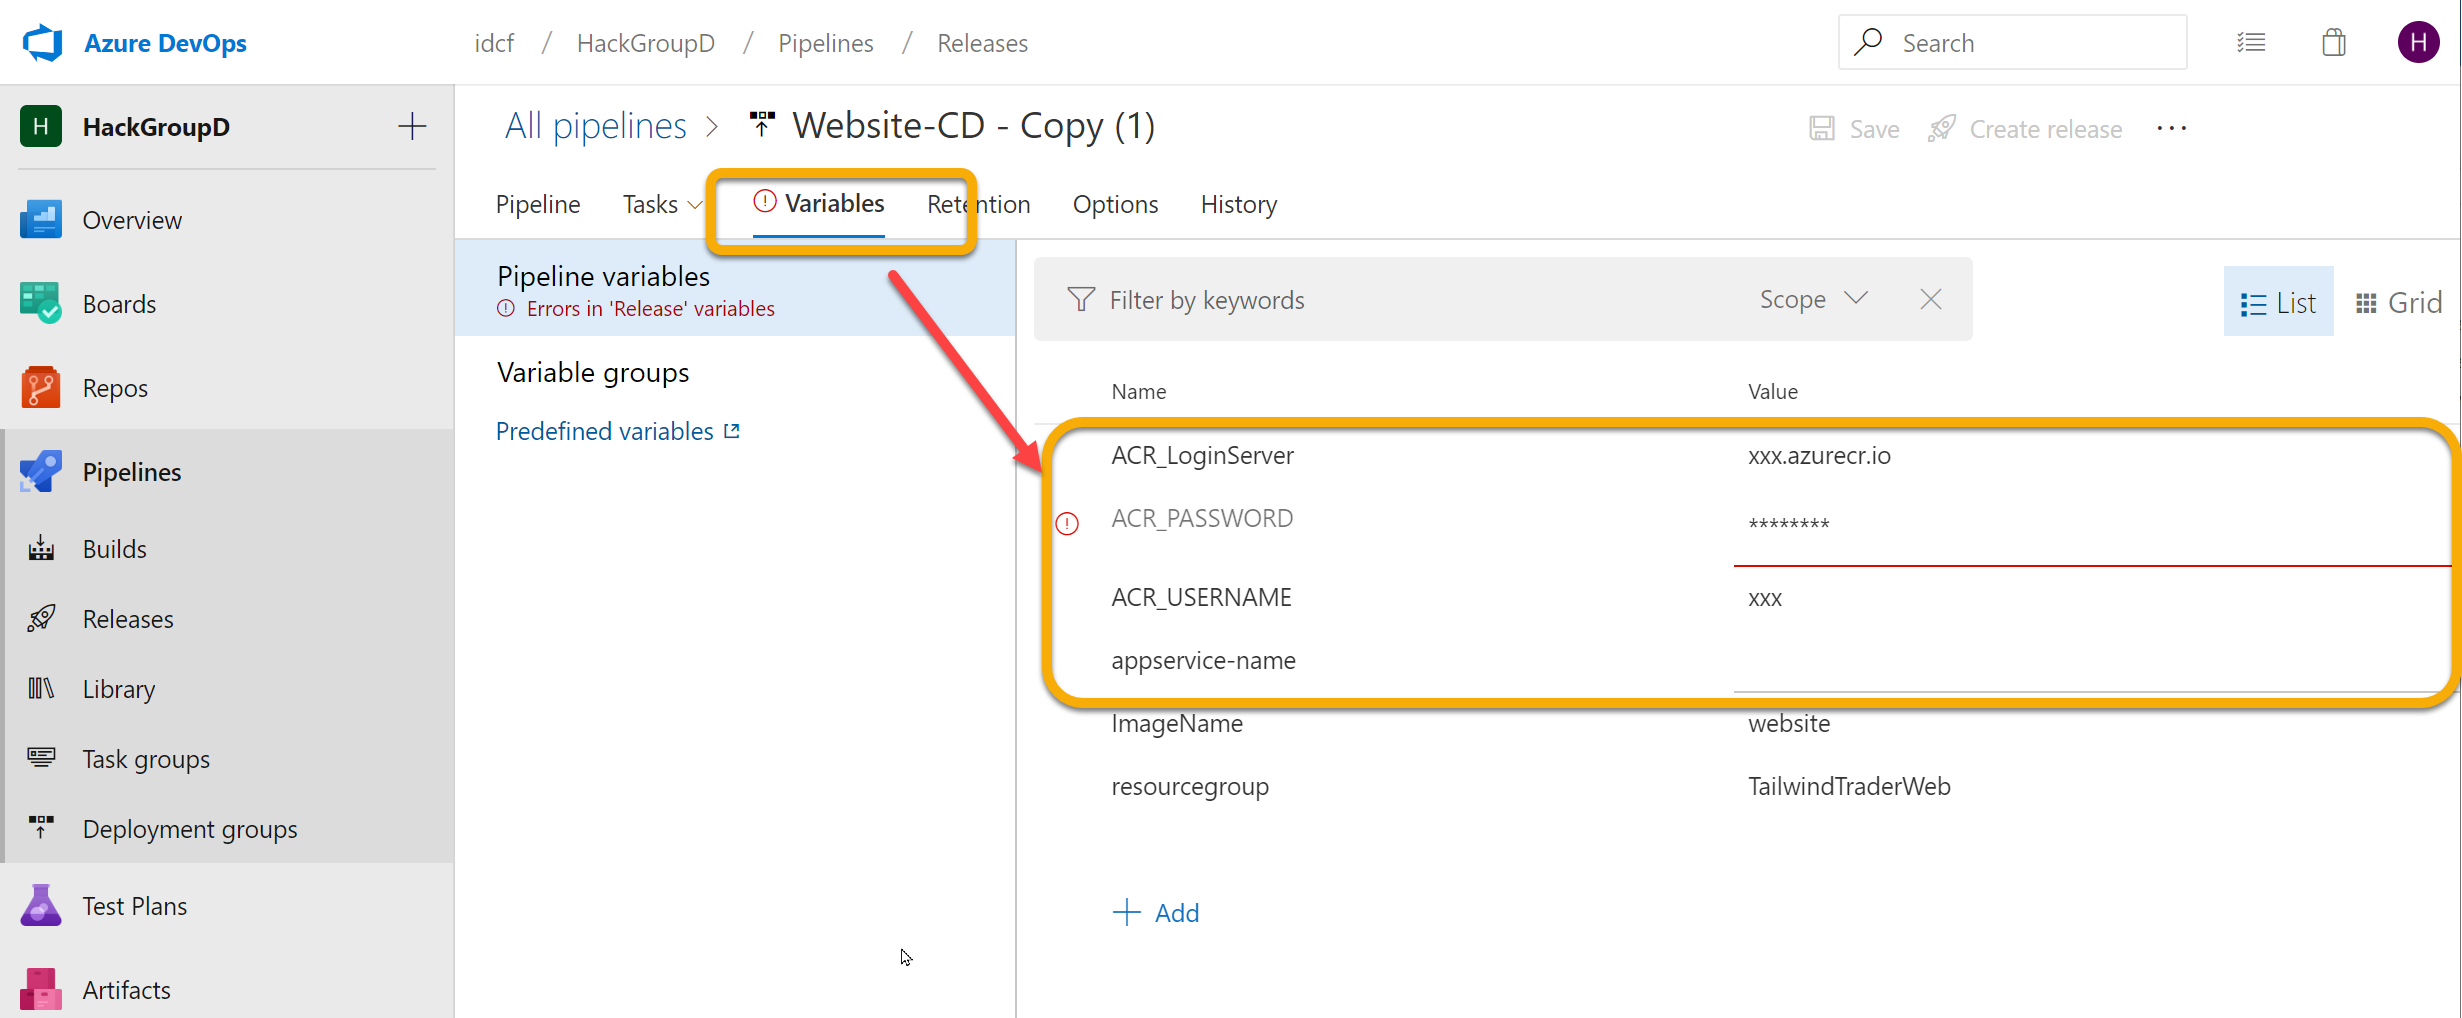 Azure DevOps
idcf / HackGroupD / Pipelines / Releases
Search
H
H
HackGroupD
All pipelines > Website-CD - Copy (1)
Save
Create release
...
Pipeline
Tasks
Variables
Retention
Options
History
Overview
Boards
Repos
Pipelines
Builds
Releases
Library
Task groups
Deployment groups
Test Plans
Artifacts
Pipeline variables
Errors in 'Release' variables
Variable groups
Predefined variables
Filter by keywords
Scope
List
Grid
Name Value
ACR_LoginServer xxx.azurecr.io
ACR_PASSWORD ********
ACR_USERNAME xxx
appservice-name
ImageName website
resourcegroup TailwindTraderWeb
+ Add